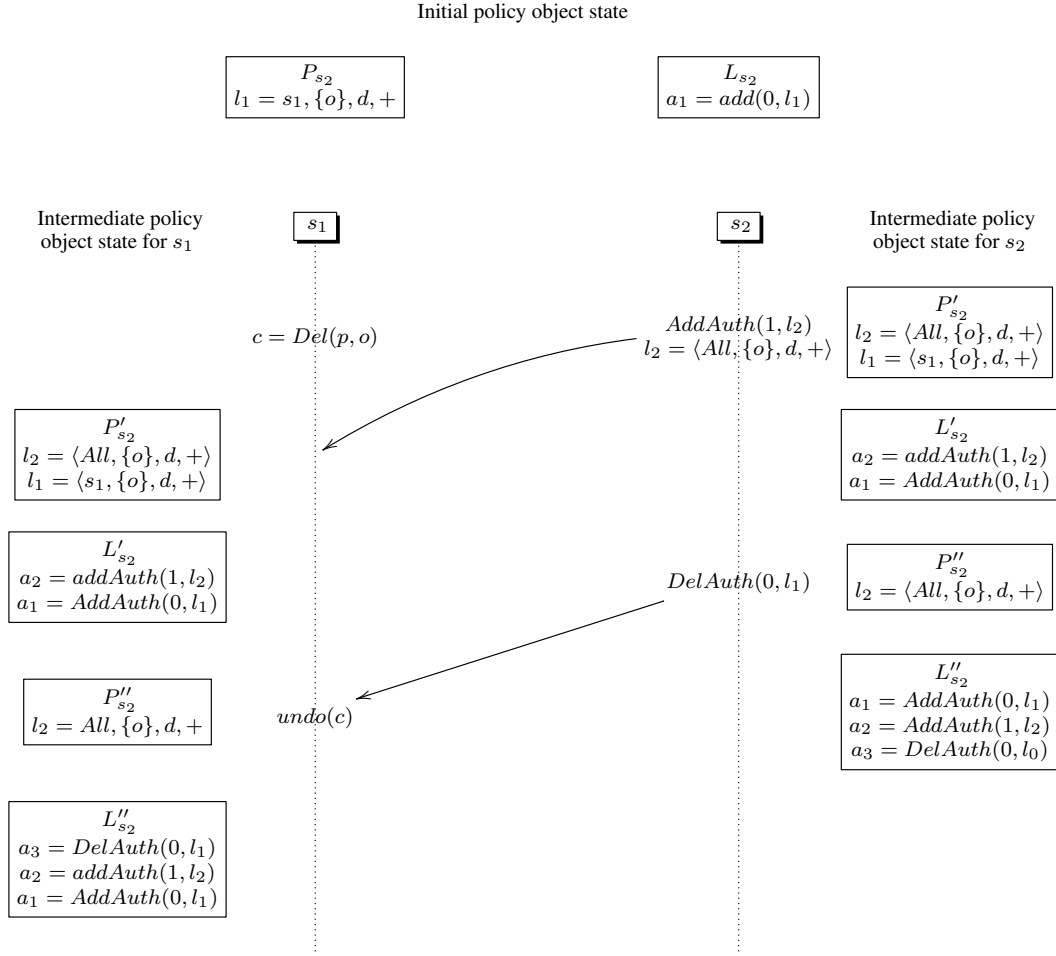 Initial policy object state
P_{s_2}
l_1 = s_1, {o}, d, +
L_{s_2}
a_1 = add(0, l_1)
Intermediate policy
object state for s_1
s_1
s_2
Intermediate policy
object state for s_2
c = Del(p, o)
AddAuth(1, l_2)
l_2 = ⟨All, {o}, d, +⟩
P'_{s_2}
l_2 = ⟨All, {o}, d, +⟩
l_1 = ⟨s_1, {o}, d, +⟩
P'_{s_2}
l_2 = ⟨All, {o}, d, +⟩
l_1 = ⟨s_1, {o}, d, +⟩
L'_{s_2}
a_2 = addAuth(1, l_2)
a_1 = AddAuth(0, l_1)
L'_{s_2}
a_2 = addAuth(1, l_2)
a_1 = AddAuth(0, l_1)
DelAuth(0, l_1)
P''_{s_2}
l_2 = ⟨All, {o}, d, +⟩
P''_{s_2}
l_2 = All, {o}, d, +
undo(c)
L''_{s_2}
a_1 = AddAuth(0, l_1)
a_2 = AddAuth(1, l_2)
a_3 = DelAuth(0, l_0)
L''_{s_2}
a_3 = DelAuth(0, l_1)
a_2 = addAuth(1, l_2)
a_1 = AddAuth(0, l_1)